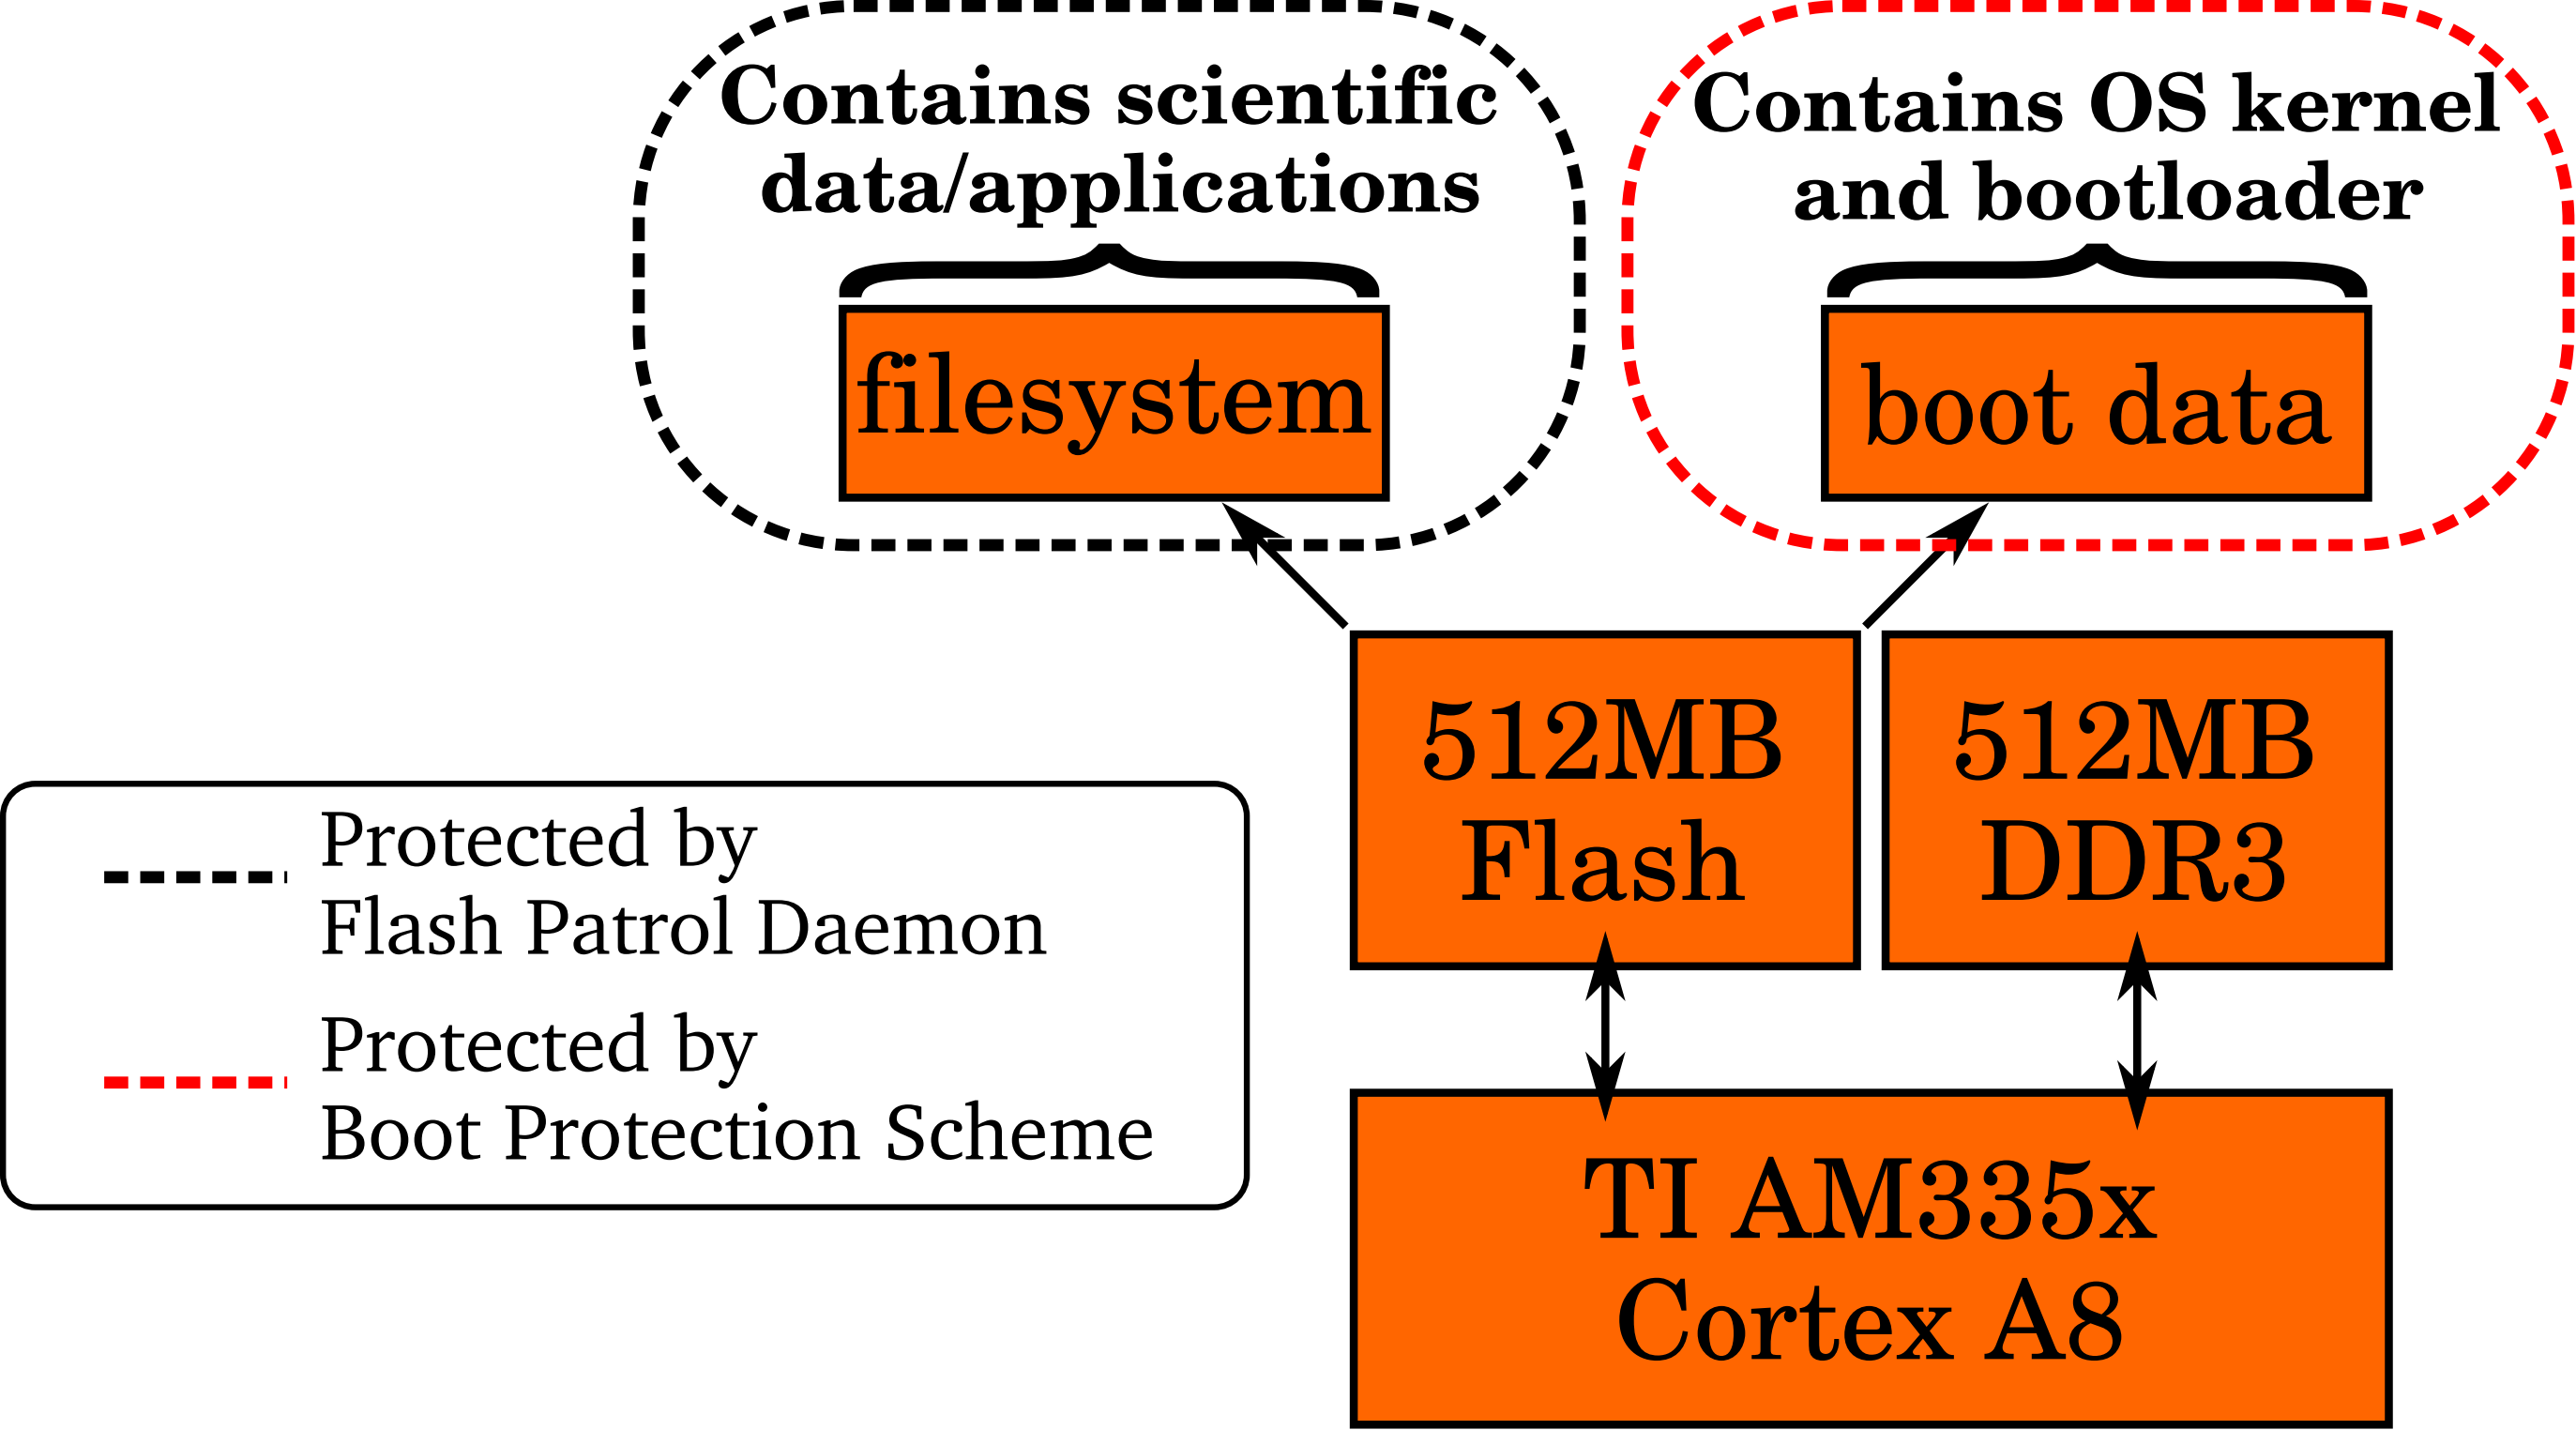 Contains scientific
data/applications
filesystem
Contains OS kernel
and bootloader
boot data
512MB
Flash
512MB
DDR3
Protected by
Flash Patrol Daemon
Protected by
Boot Protection Scheme
TI AM335x
Cortex A8